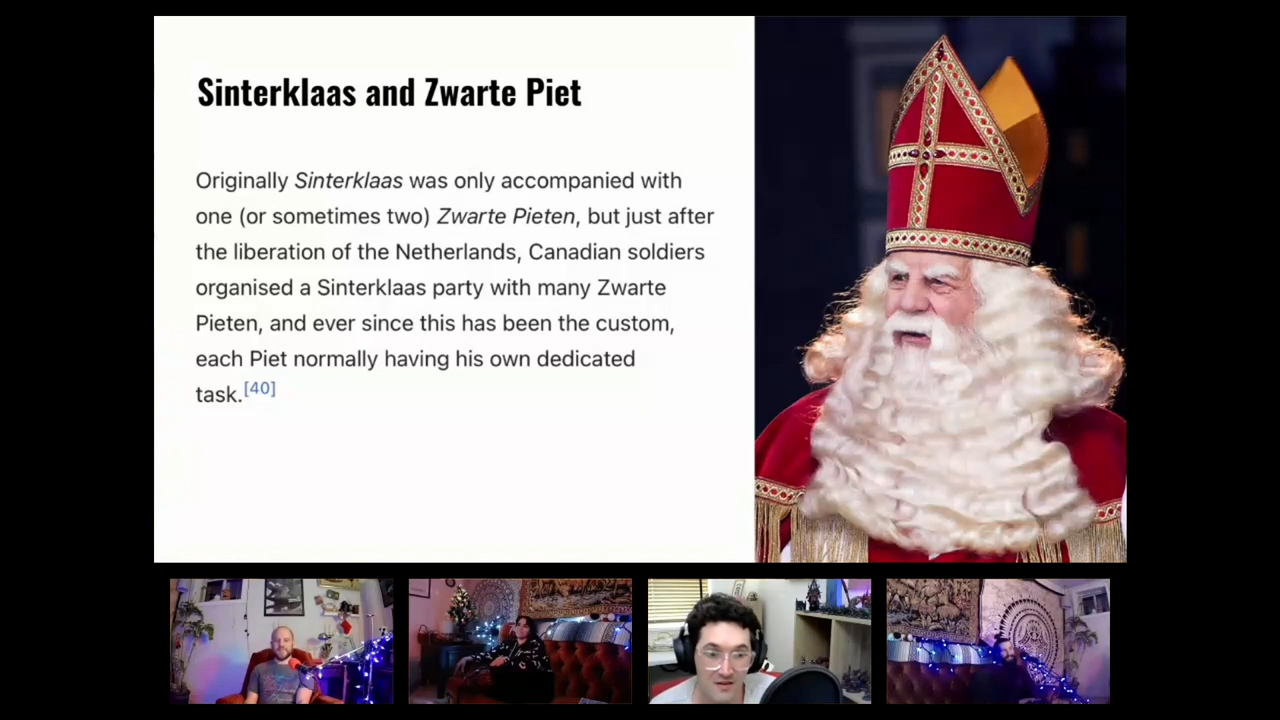 Sinterklaas and Zwarte Piet
Originally Sinterklaas was only accompanied with
one (or sometimes two) Zwarte Pieten, but just after
the liberation of the Netherlands, Canadian soldiers
organised a Sinterklaas party with many Zwarte
Pieten, and ever since this has been the custom,
each Piet normally having his own dedicated
task.[40]